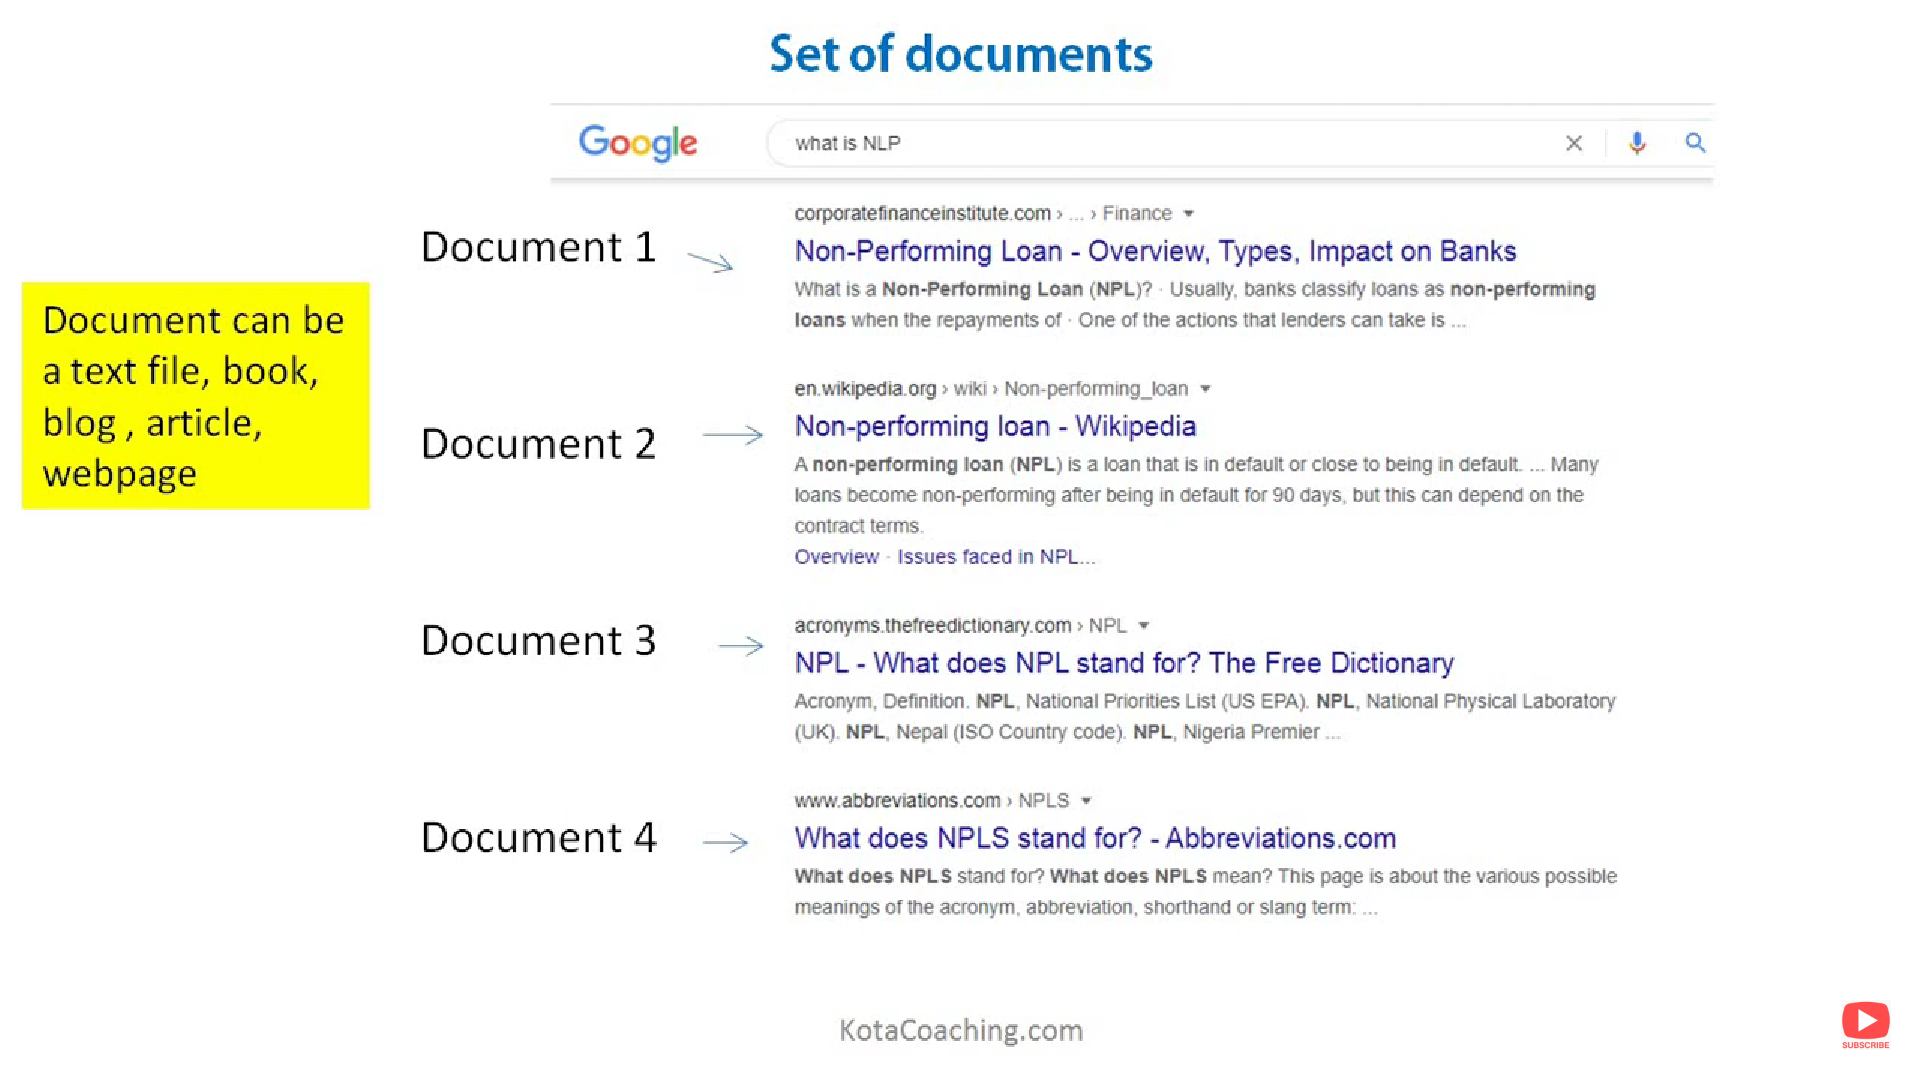 Set of documents
Google
what is NLP
Document 1
corporatefinanceinstitute.com › ... › Finance
Non-Performing Loan - Overview, Types, Impact on Banks
What is a Non-Performing Loan (NPL)? · Usually, banks classify loans as non-performing
loans when the repayments of · One of the actions that lenders can take is ...
Document can be
a text file, book,
blog , article,
webpage
Document 2
en.wikipedia.org › wiki › Non-performing_loan
Non-performing loan - Wikipedia
A non-performing loan (NPL) is a loan that is in default or close to being in default. ... Many
loans become non-performing after being in default for 90 days, but this can depend on the
contract terms.
Overview · Issues faced in NPL...
Document 3
acronyms.thefreedictionary.com › NPL
NPL - What does NPL stand for? The Free Dictionary
Acronym, Definition. NPL, National Priorities List (US EPA). NPL, National Physical Laboratory
(UK). NPL, Nepal (ISO Country code). NPL, Nigeria Premier ...
Document 4
www.abbreviations.com › NPLS
What does NPLS stand for? - Abbreviations.com
What does NPLS stand for? What does NPLS mean? This page is about the various possible
meanings of the acronym, abbreviation, shorthand or slang term: ...
KotaCoaching.com
SUBSCRIBE